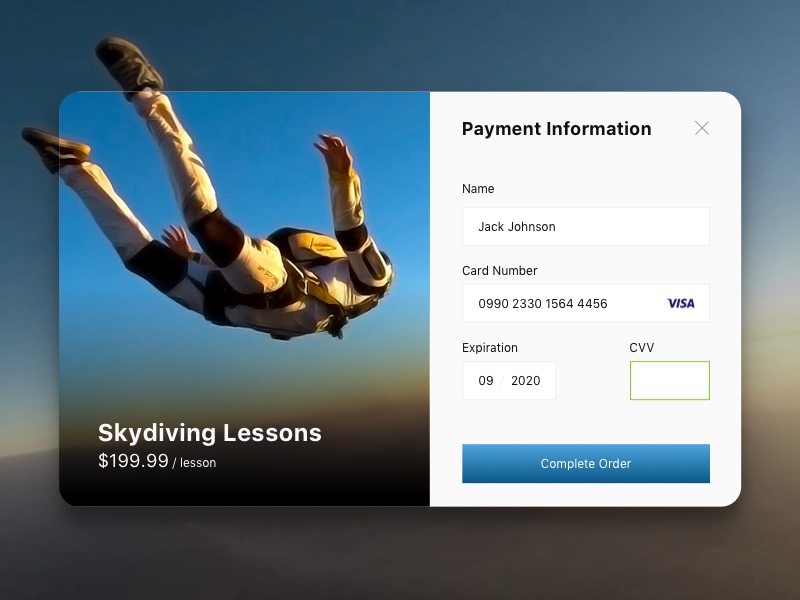 Skydiving Lessons
$199.99 / lesson
Payment Information
Name
Jack Johnson
Card Number
0990 2330 1564 4456 VISA
Expiration CVV
09 / 2020
Complete Order